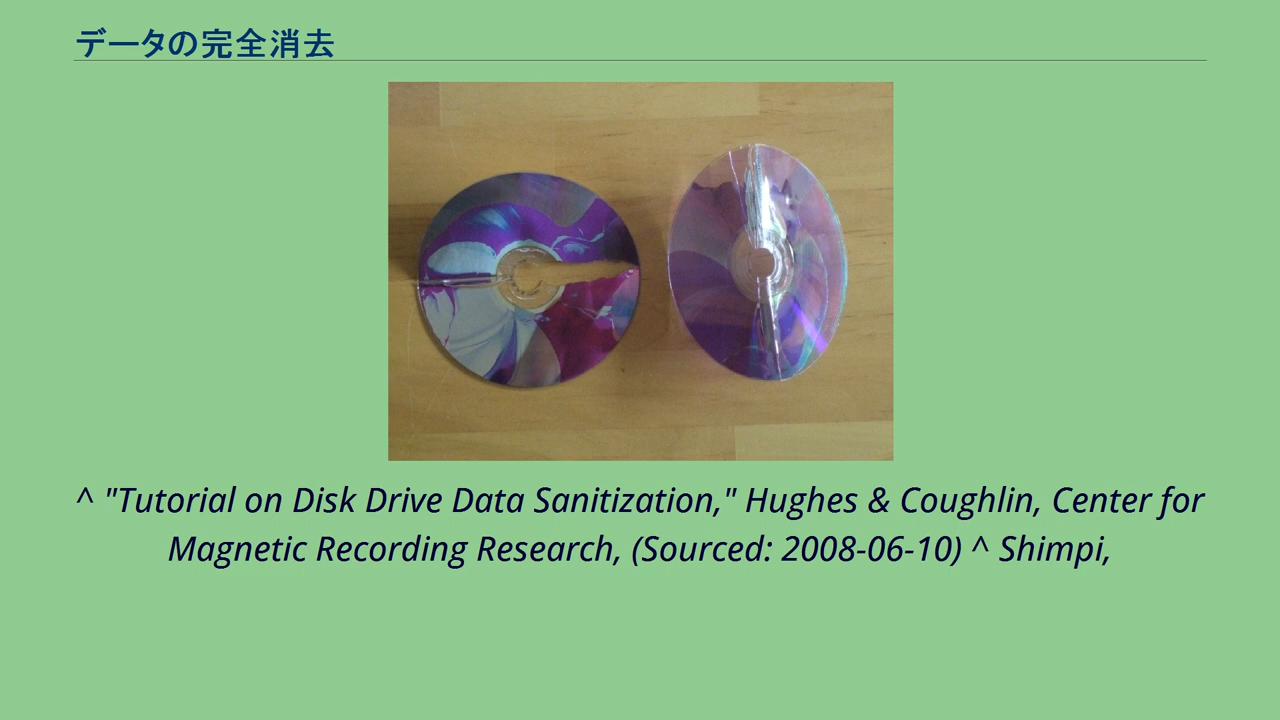 データの完全消去
^ "Tutorial on Disk Drive Data Sanitization," Hughes & Coughlin, Center for
Magnetic Recording Research, (Sourced: 2008-06-10) ^ Shimpi,